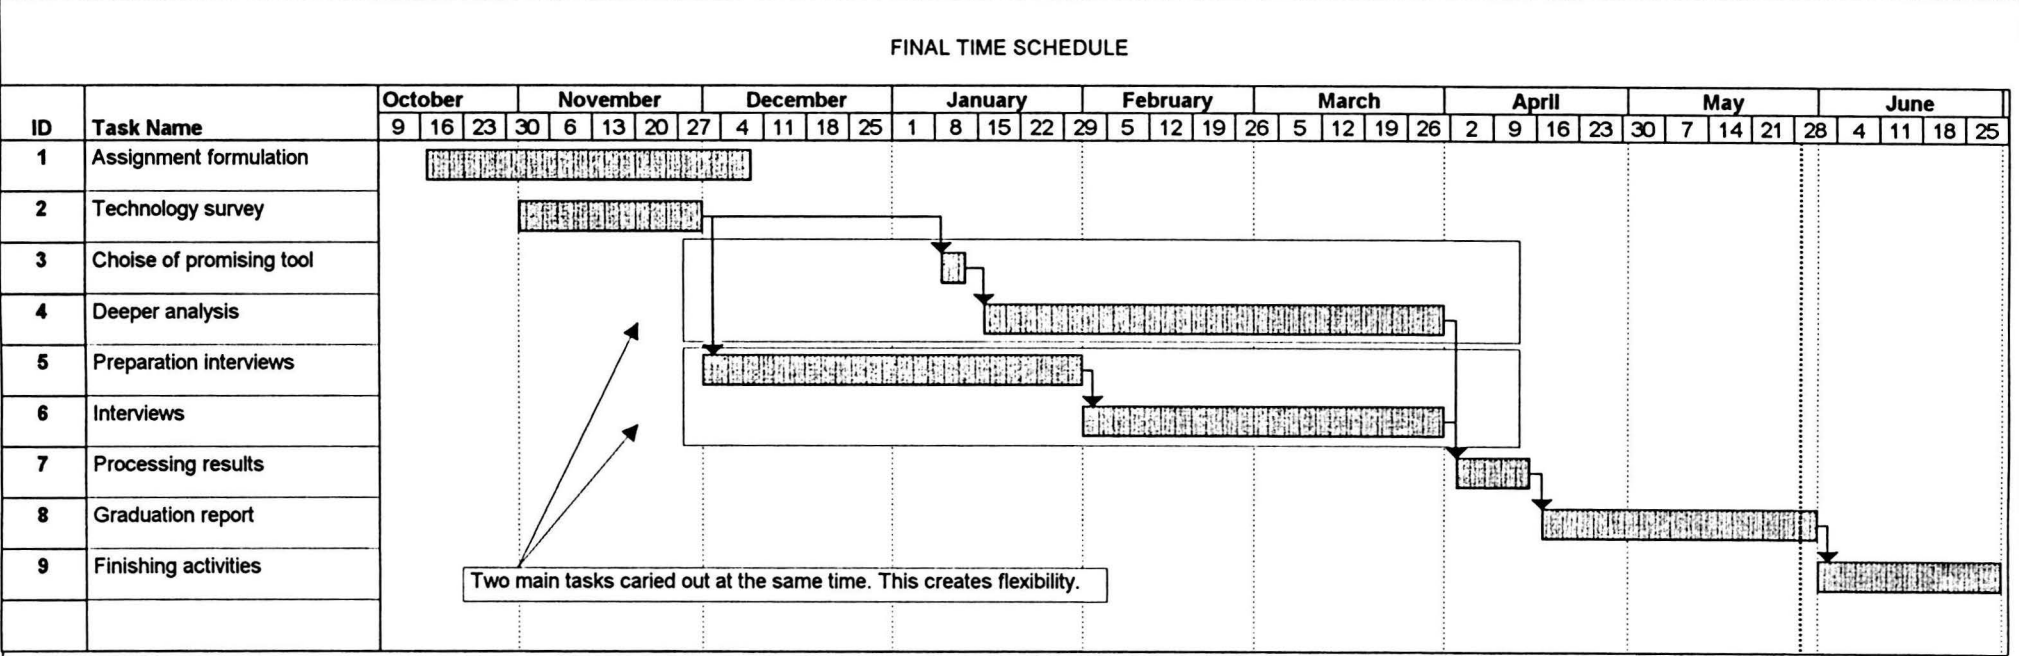 FINAL TIME SCHEDULE
October November December January February March April May June
ID Task Name 9 16 23 30 6 13 20 27 4 11 18 25 1 8 15 22 29 5 12 19 26 5 12 19 26 2 9 16 23 30 7 14 21 28 4 11 18 25
1 Assignment formulation
2 Technology survey
3 Choise of promising tool
4 Deeper analysis
5 Preparation interviews
6 Interviews
7 Processing results
8 Graduation report
9 Finishing activities
Two main tasks caried out at the same time. This creates flexibility.